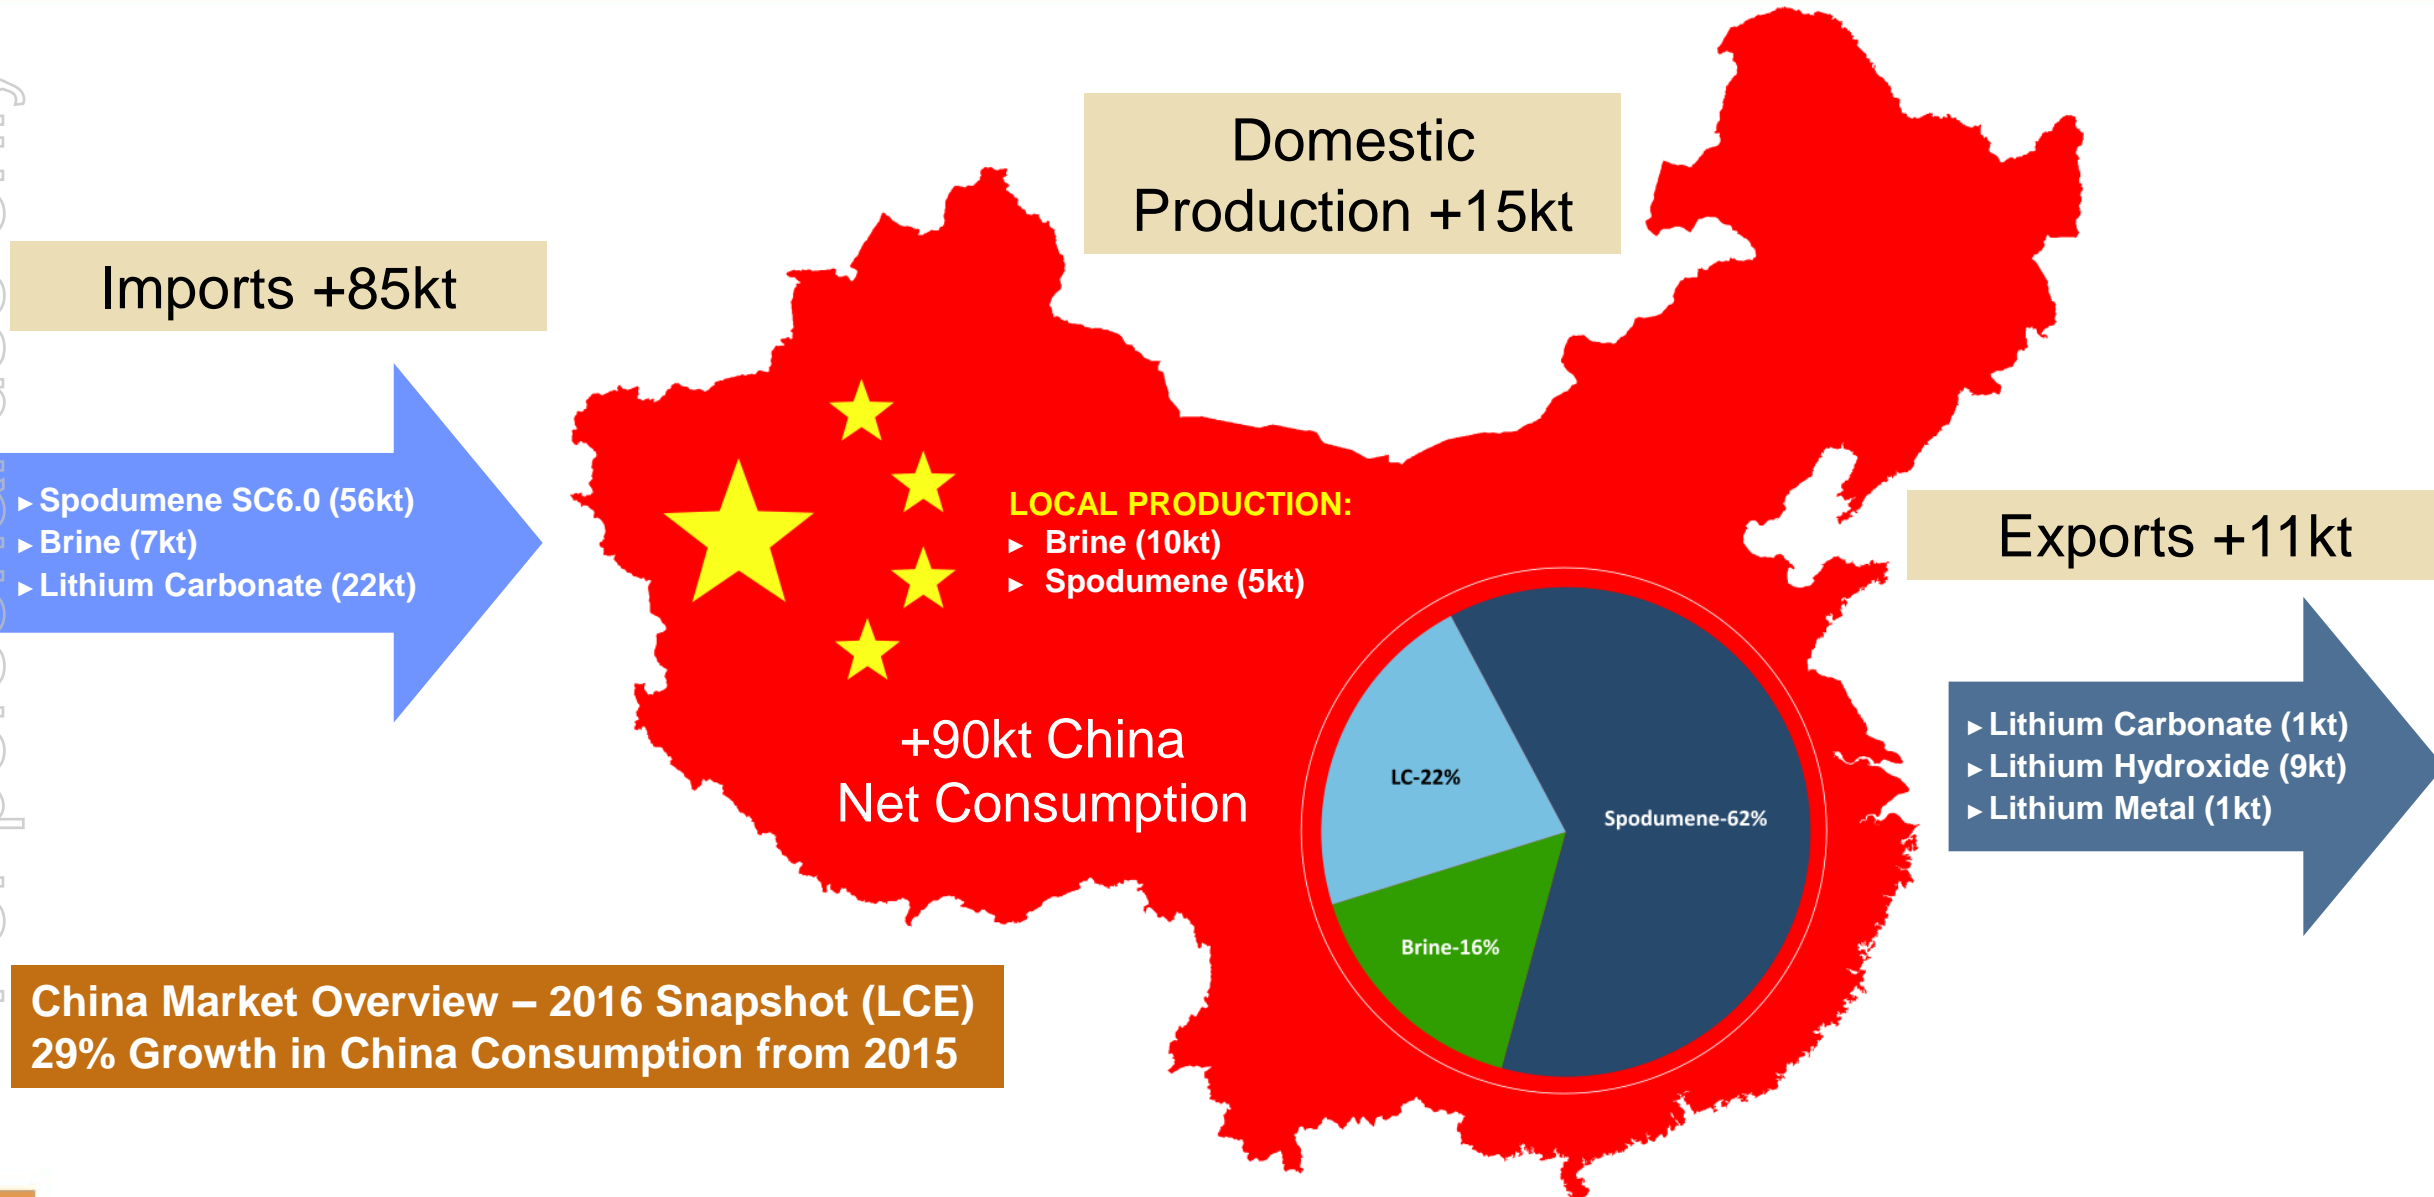 Domestic
Production +15kt
Imports +85kt
► Spodumene SC6.0 (56kt)
► Brine (7kt)
► Lithium Carbonate (22kt)
LOCAL PRODUCTION:
► Brine (10kt)
► Spodumene (5kt)
Exports +11kt
► Lithium Carbonate (1kt)
► Lithium Hydroxide (9kt)
► Lithium Metal (1kt)
+90kt China
Net Consumption
LC-22%
Spodumene-62%
Brine-16%
China Market Overview – 2016 Snapshot (LCE)
29% Growth in China Consumption from 2015